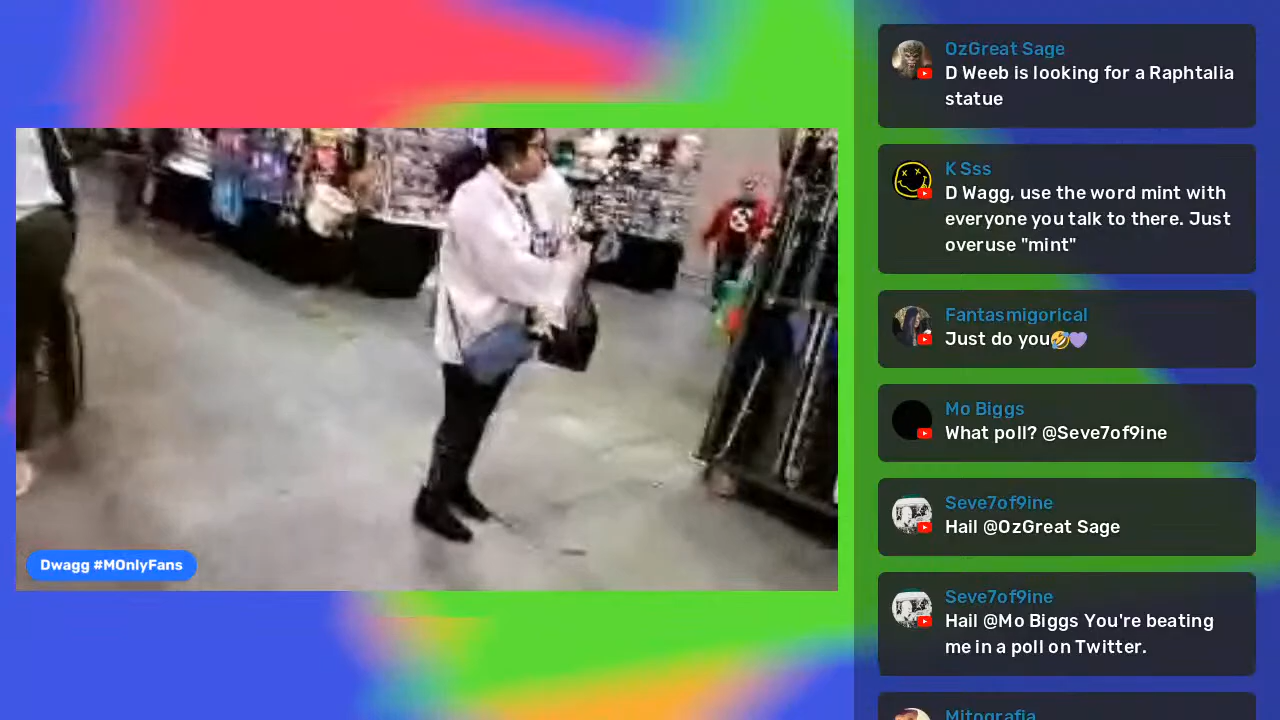 OzGreat Sage
D Weeb is looking for a Raphtalia
statue
K Sss
D Wagg, use the word mint with
everyone you talk to there. Just
overuse "mint"
Fantasmigorical
Just do you🤣💜
Mo Biggs
What poll? @Seve7of9ine
Seve7of9ine
Hail @OzGreat Sage
Seve7of9ine
Hail @Mo Biggs You're beating
me in a poll on Twitter.
Mitografia
Dwagg #MOnlyFans